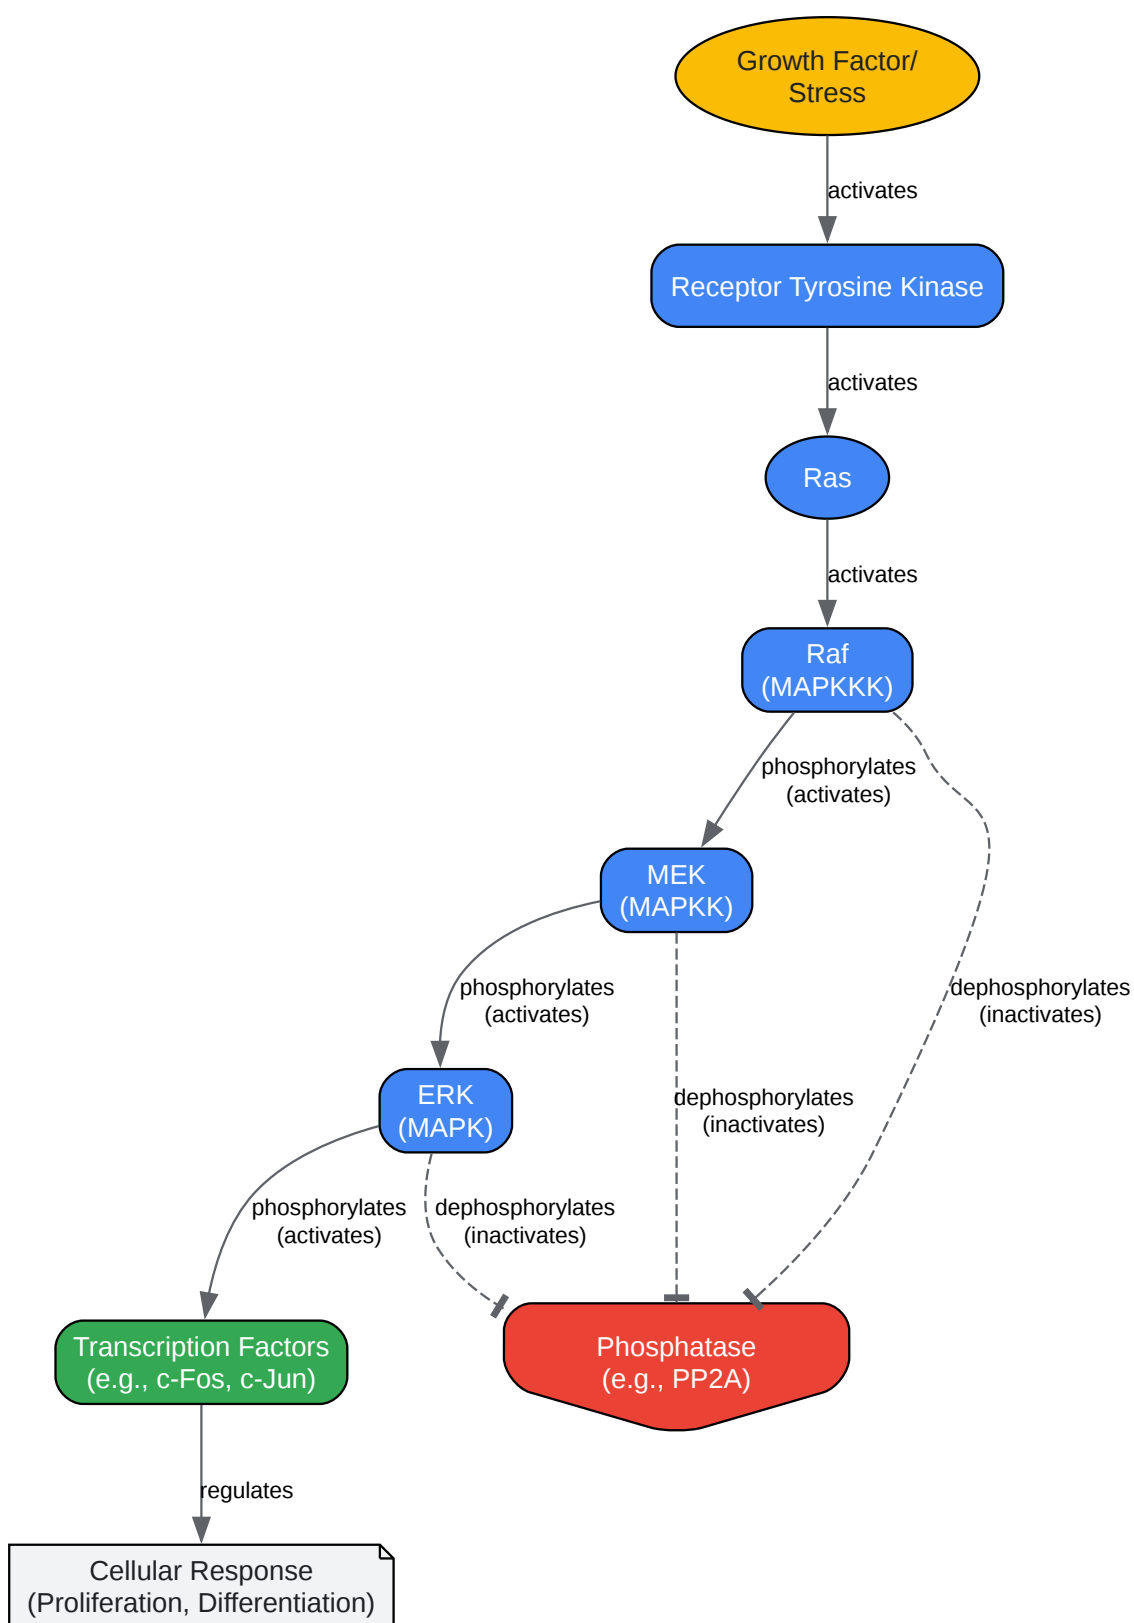 Growth Factor/
Stress
activates
Receptor Tyrosine Kinase
activates
Ras
activates
Raf
(MAPKKK)
phosphorylates
(activates)
MEK
(MAPKK)
phosphorylates
(activates)
dephosphorylates
(inactivates)
ERK
(MAPK)
dephosphorylates
(inactivates)
phosphorylates
(activates)
dephosphorylates
(inactivates)
Transcription Factors
(e.g., c-Fos, c-Jun)
Phosphatase
(e.g., PP2A)
regulates
Cellular Response
(Proliferation, Differentiation)